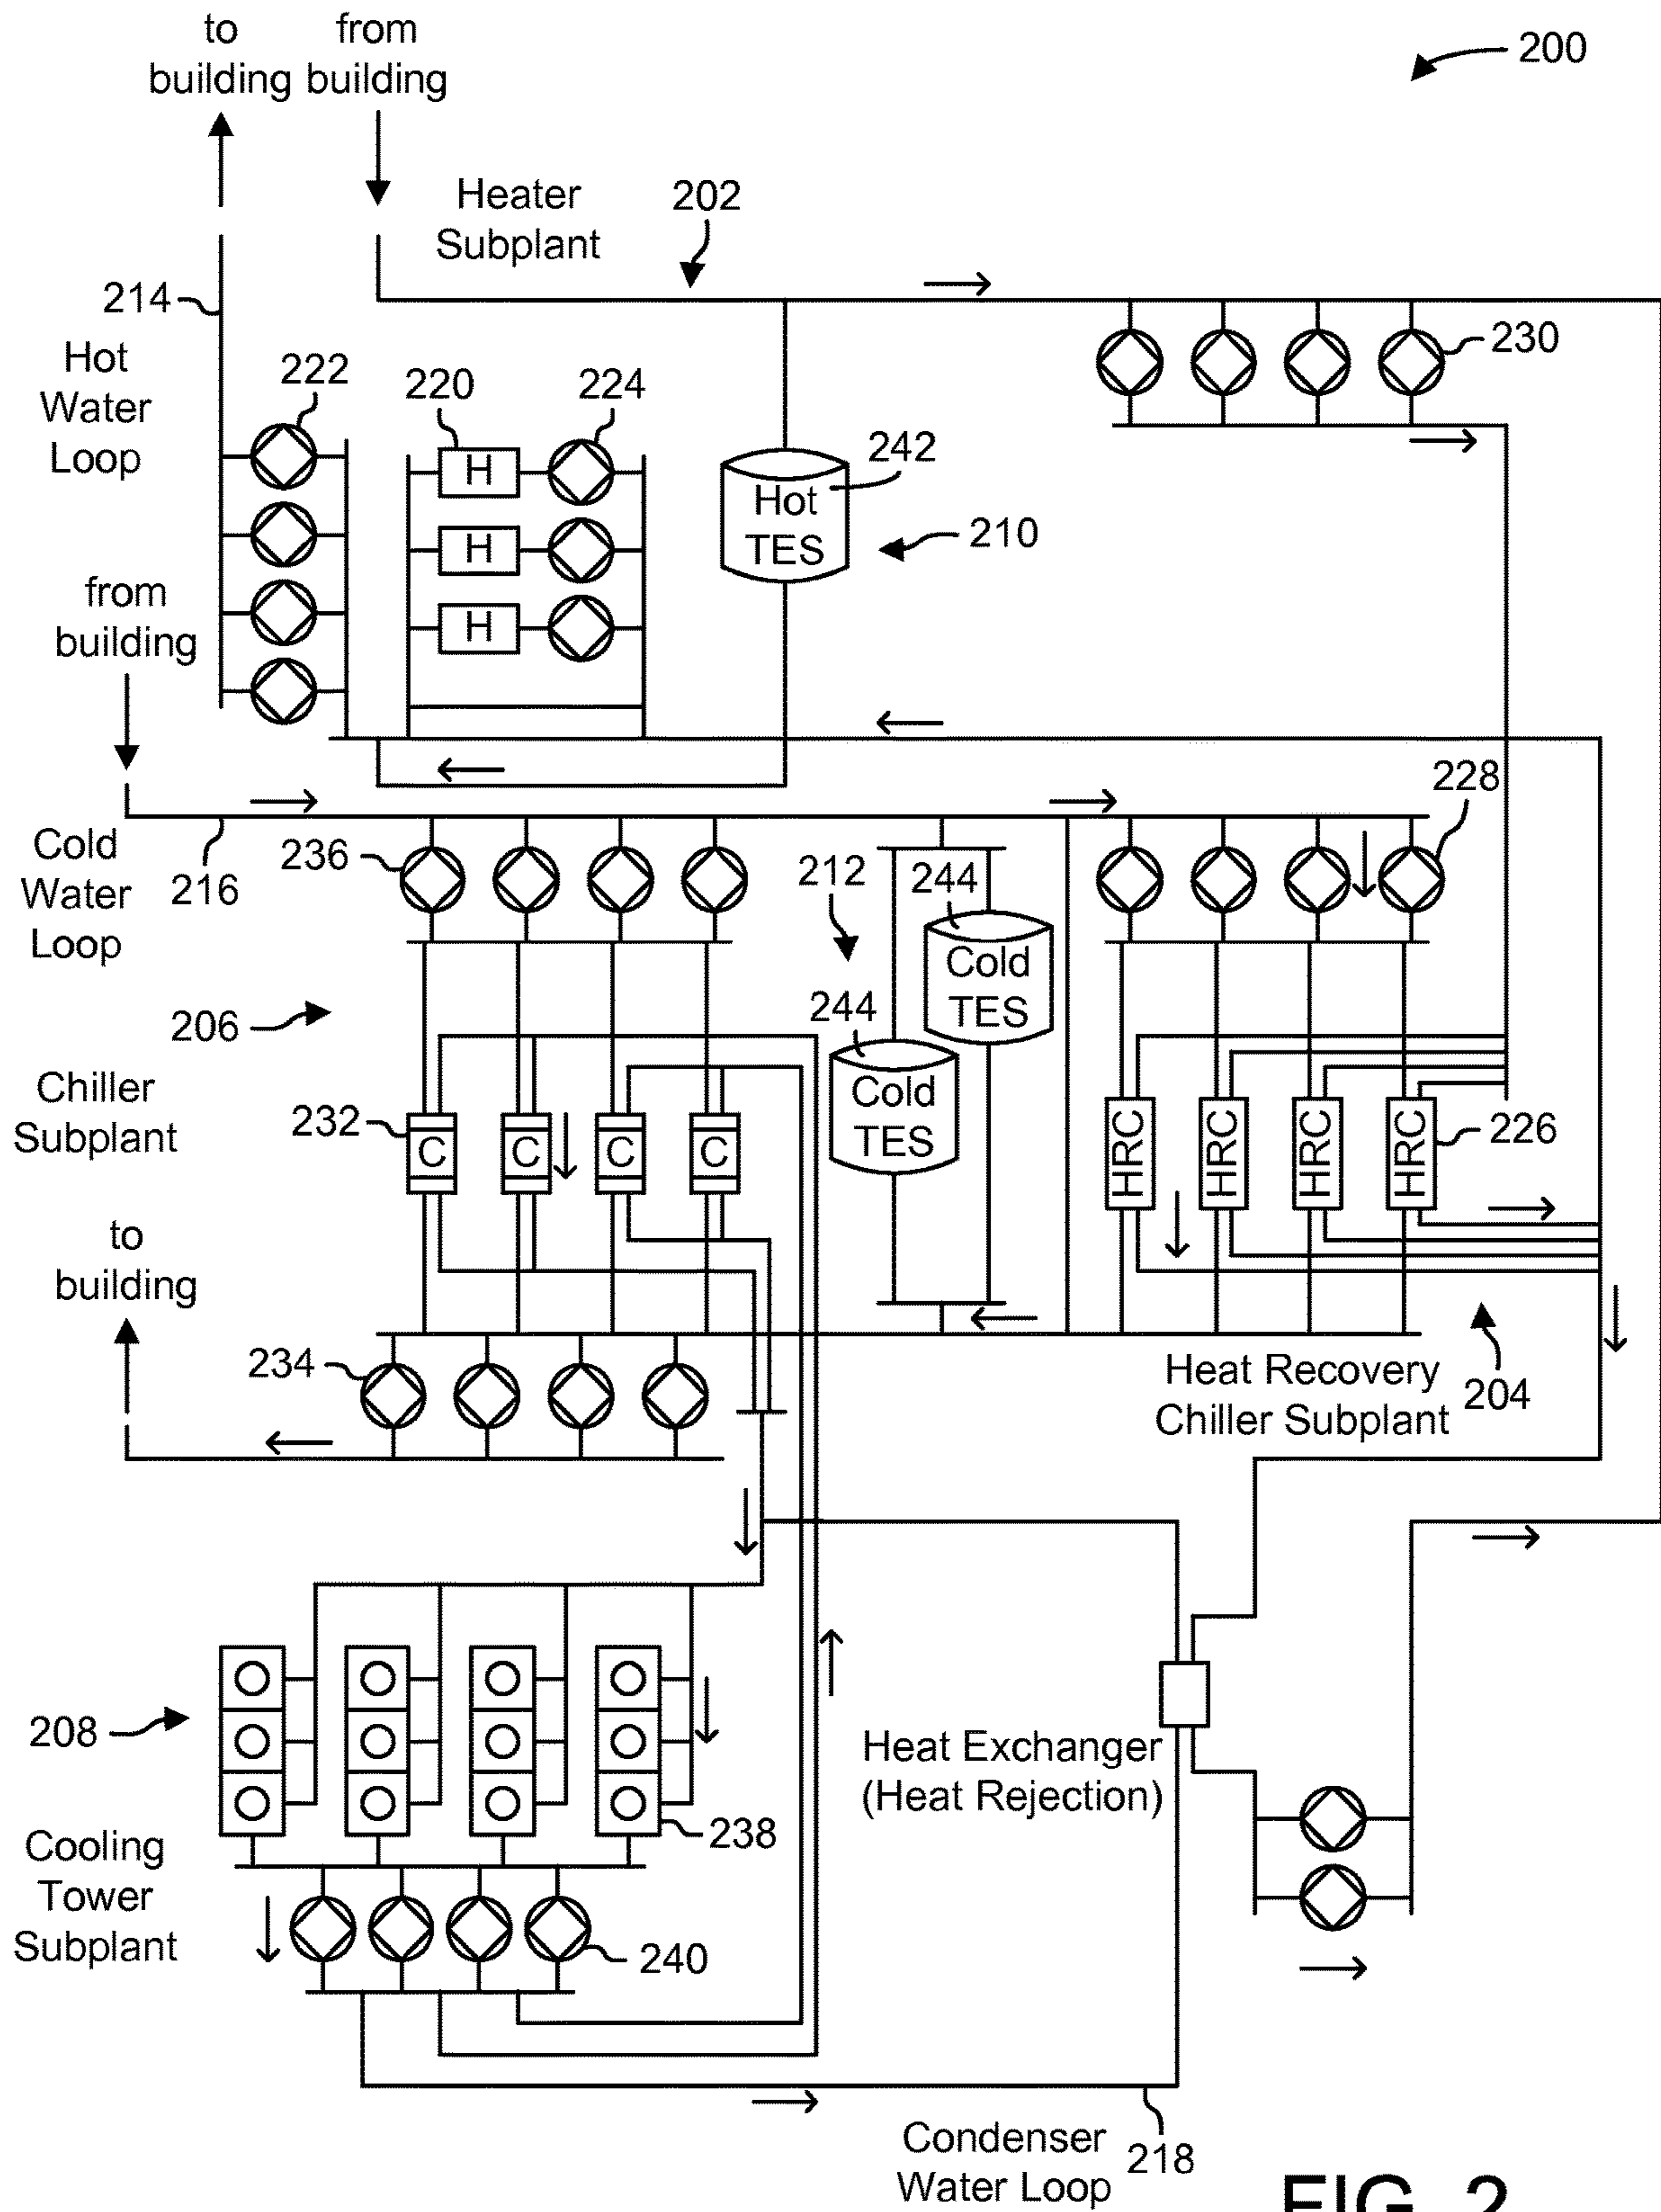 to
building
from
building
200
Heater
Subplant
202
214
Hot
Water
Loop
222
220
224
H
H
H
242
Hot
TES
210
230
from
building
Cold
Water
Loop
216
236
212
244
244
Cold
TES
Cold
TES
228
206
Chiller
Subplant
232
C
C
C
C
HRC
HRC
HRC
HRC
226
to
building
234
Heat Recovery
Chiller Subplant
204
208
238
Cooling
Tower
Subplant
240
Heat Exchanger
(Heat Rejection)
Condenser
Water Loop
218
FIG. 2